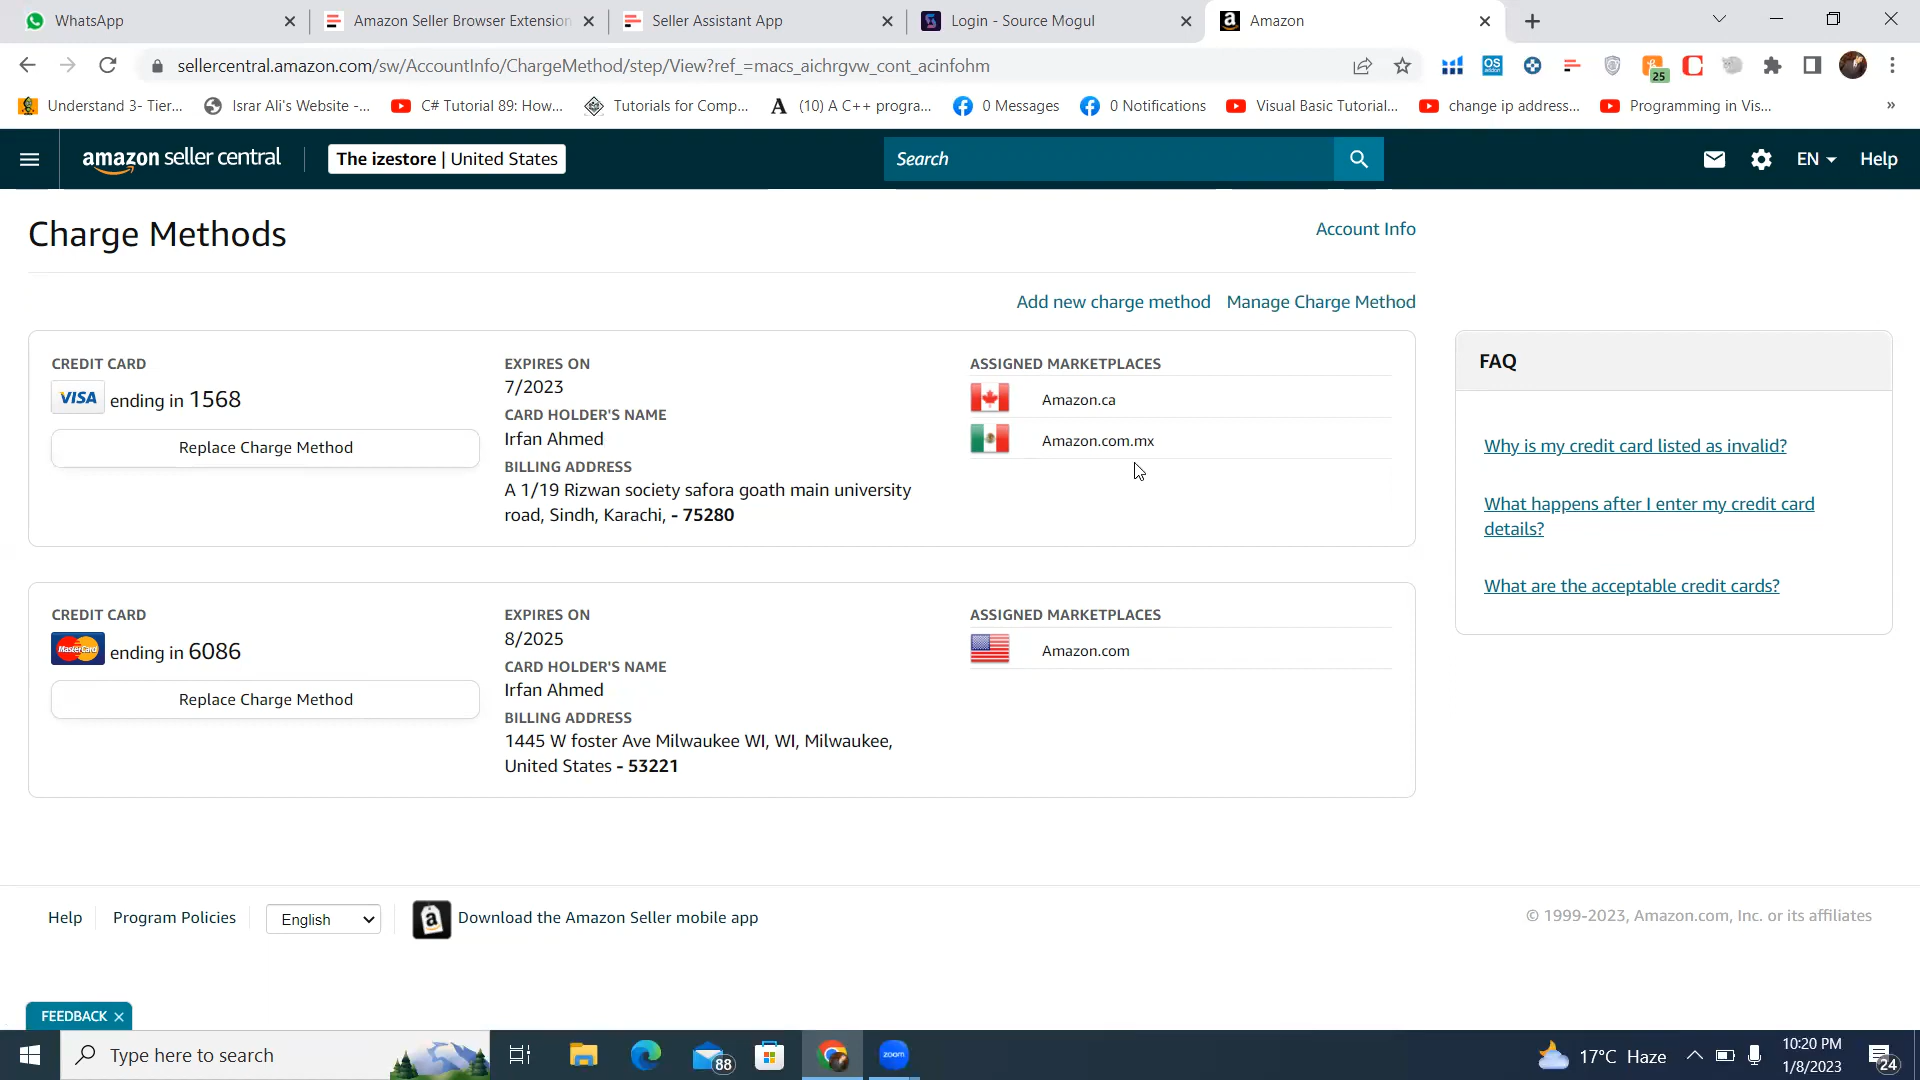 WhatsApp
Amazon Seller Browser Extension
Seller Assistant App
Login - Source Mogul
Amazon
sellercentral.amazon.com/sw/AccountInfo/ChargeMethod/step/View?ref_=macs_aichrgvw_cont_acinfohm
25
Understand 3- Tier...
Israr Ali's Website -...
C# Tutorial 89: How...
Tutorials for Comp...
(10) A C++ progra...
0 Messages
0 Notifications
Visual Basic Tutorial...
change ip address...
Programming in Vis...
amazon seller central
The izestore | United States
Search
EN
Help
Charge Methods
Account Info
Add new charge method
Manage Charge Method
CREDIT CARD
VISA ending in 1568
Replace Charge Method
EXPIRES ON
7/2023
CARD HOLDER'S NAME
Irfan Ahmed
BILLING ADDRESS
A 1/19 Rizwan society safora goath main university
road, Sindh, Karachi, - 75280
ASSIGNED MARKETPLACES
Amazon.ca
Amazon.com.mx
CREDIT CARD
MasterCard ending in 6086
Replace Charge Method
EXPIRES ON
8/2025
CARD HOLDER'S NAME
Irfan Ahmed
BILLING ADDRESS
1445 W foster Ave Milwaukee WI, WI, Milwaukee,
United States - 53221
ASSIGNED MARKETPLACES
Amazon.com
FAQ
Why is my credit card listed as invalid?
What happens after I enter my credit card
details?
What are the acceptable credit cards?
Help
Program Policies
English
Download the Amazon Seller mobile app
© 1999-2023, Amazon.com, Inc. or its affiliates
FEEDBACK
Type here to search
88
zoom
17°C Haze
10:20 PM
1/8/2023
24